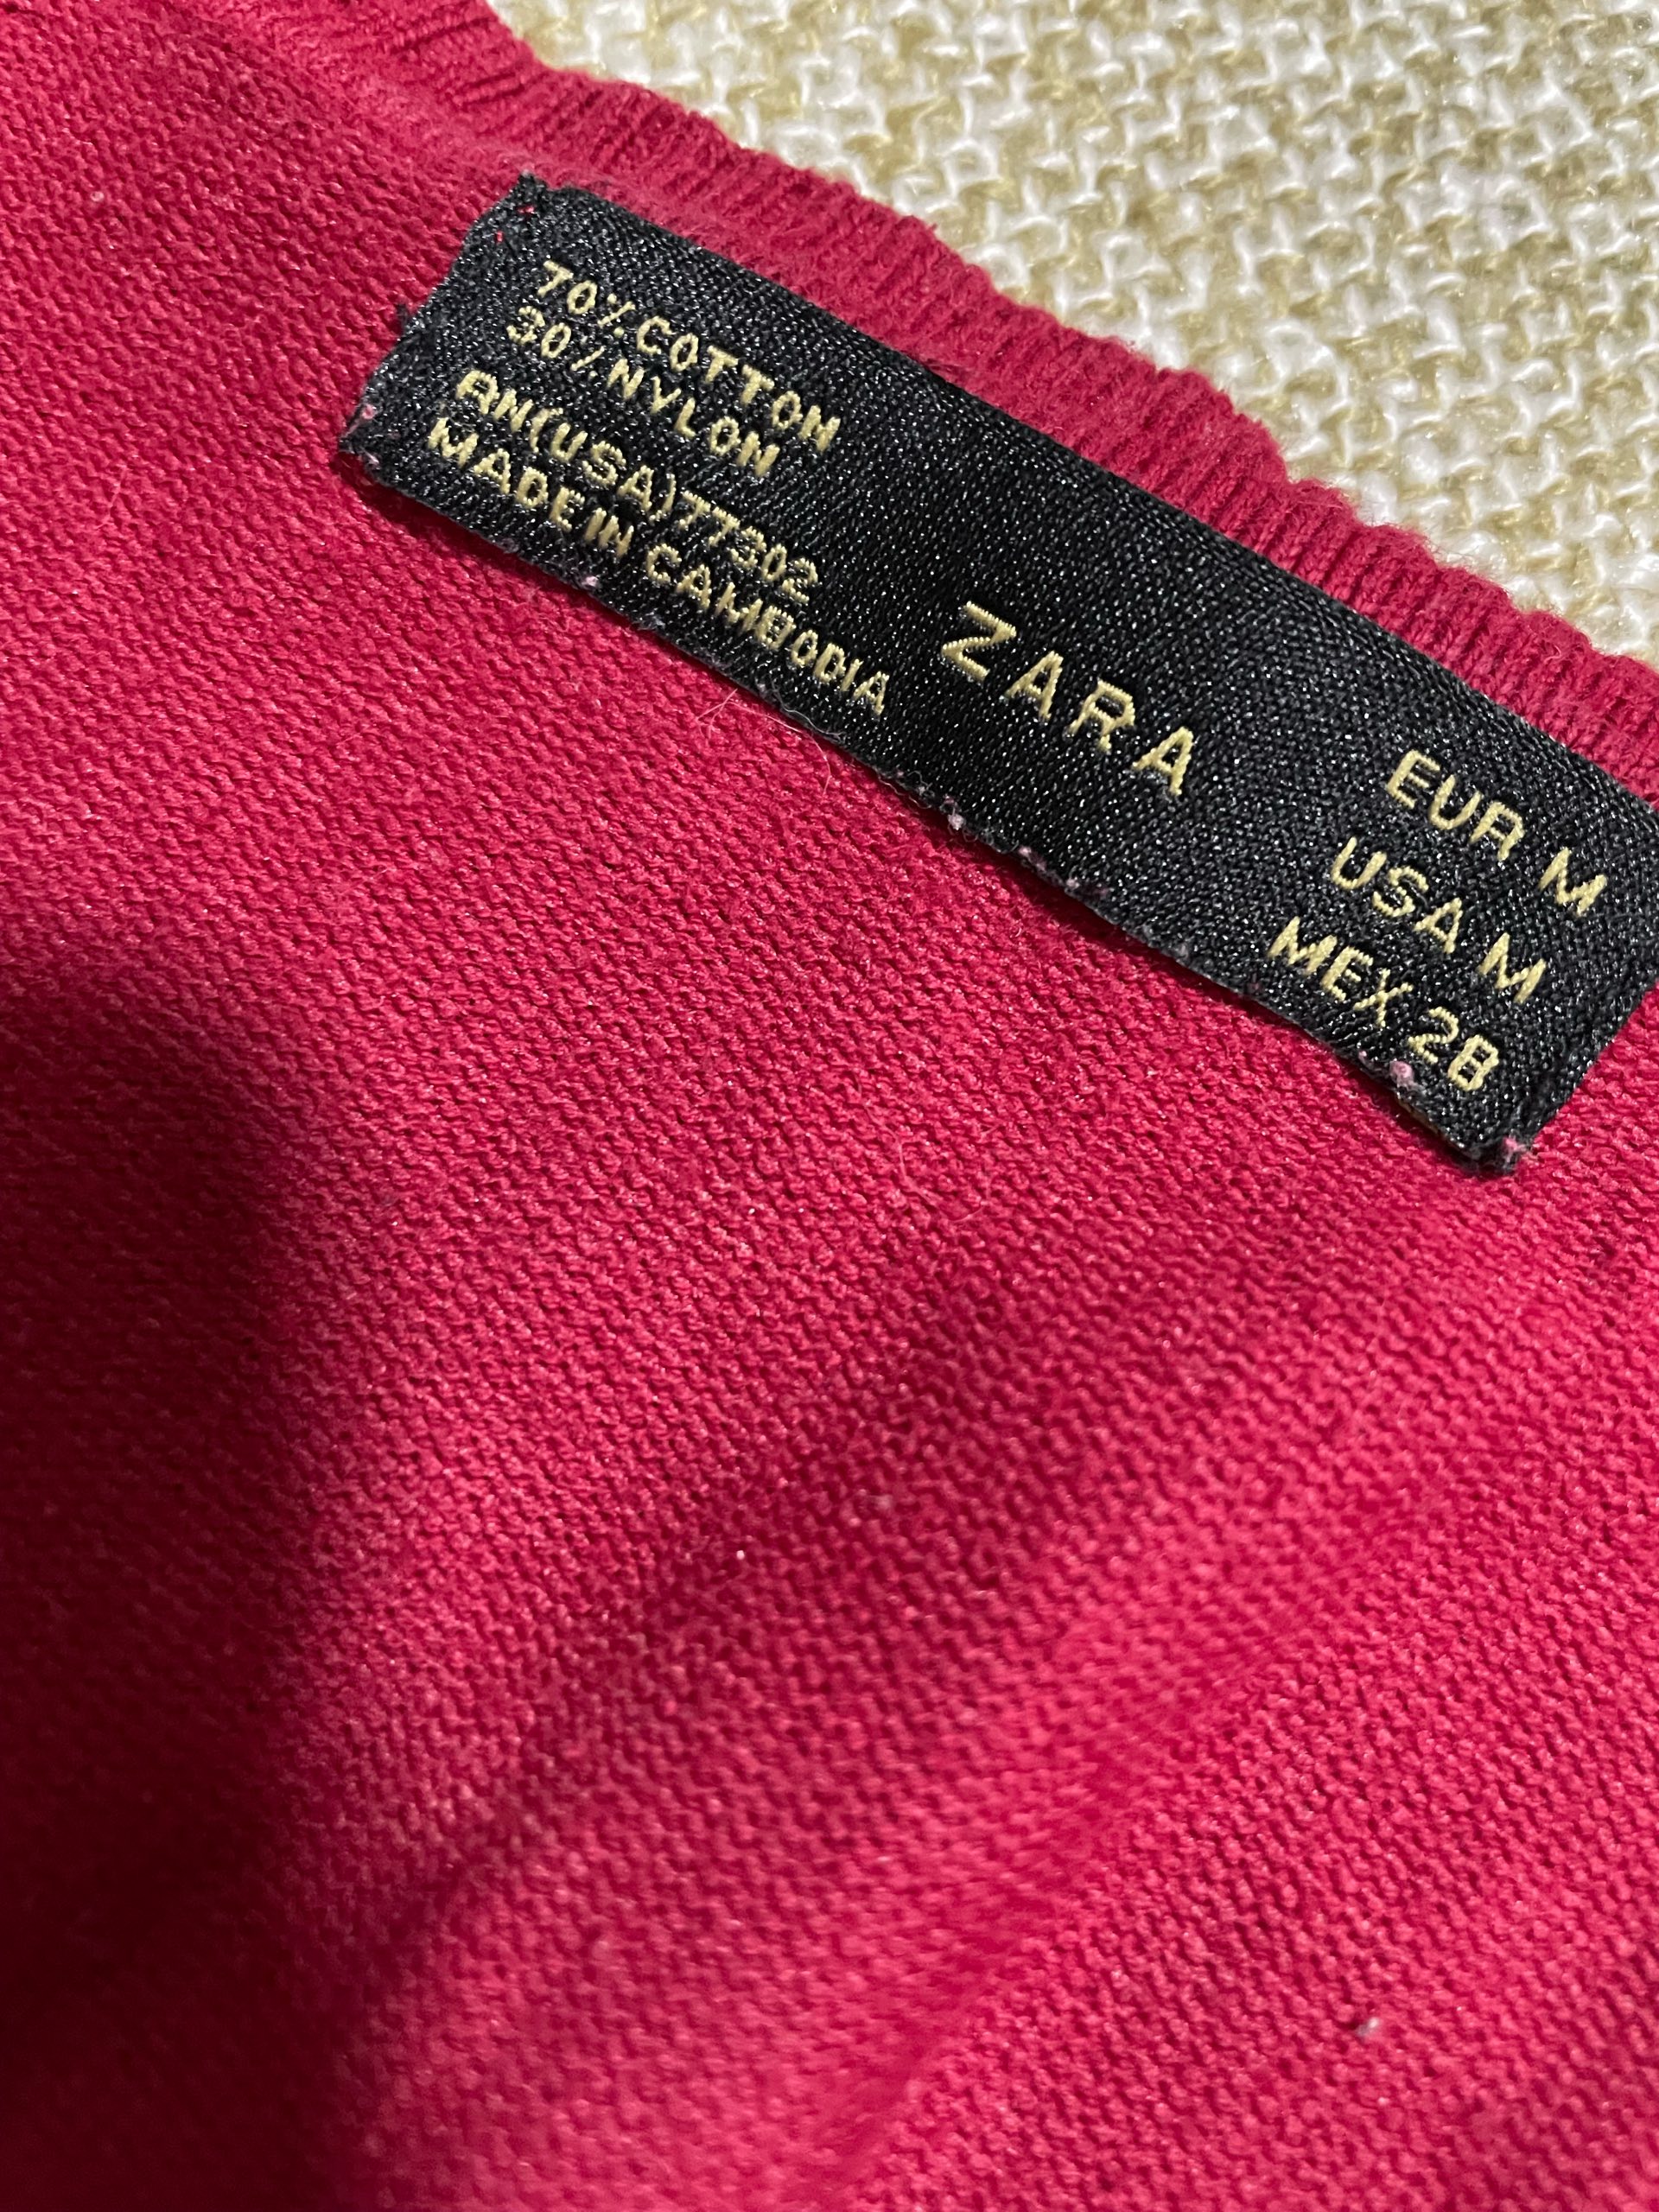 70% COTTON
30% NYLON
RN(USA)77302
MADE IN CAMBODIA
ZARA
EUR M
USA M
MEX 28